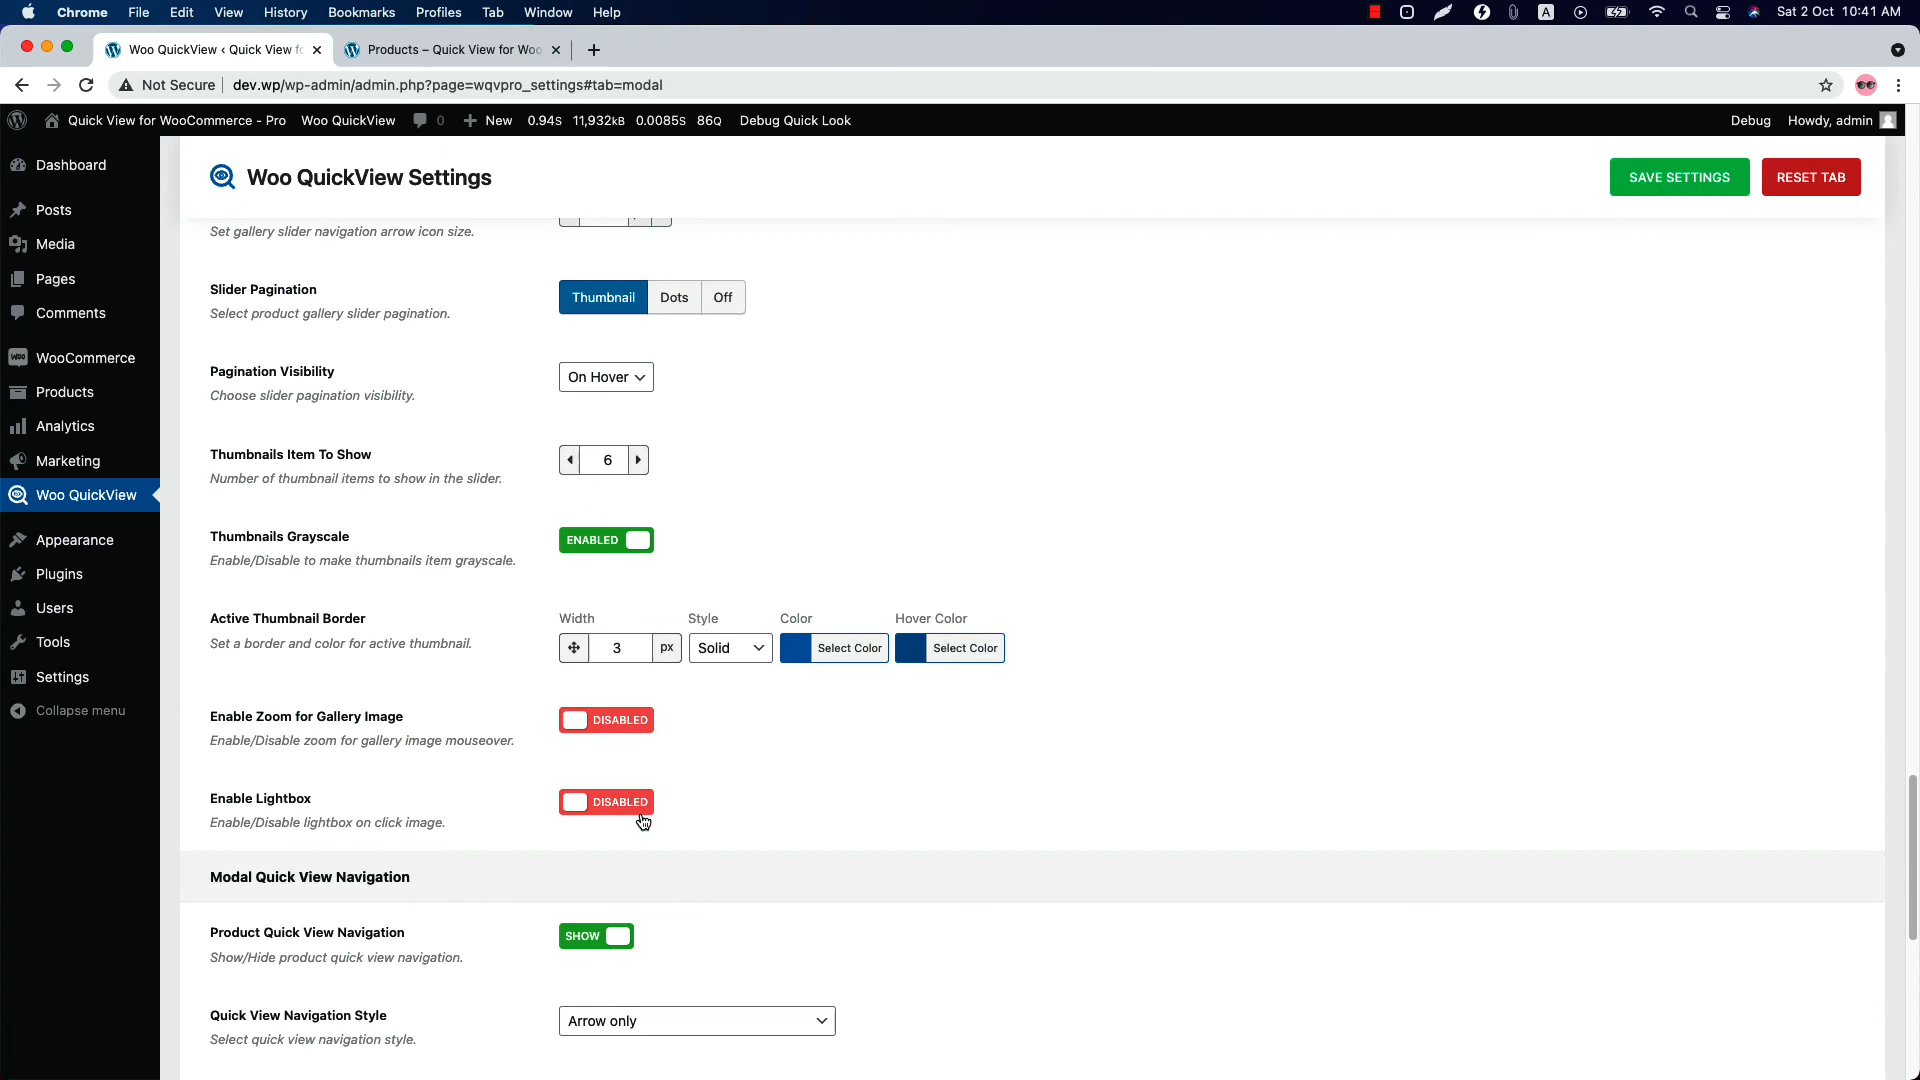 Chrome File Edit View History Bookmarks Profiles Tab Window Help A Sat 2 Oct 10:41 AM
Woo QuickView ‹ Quick View fo Products – Quick View for Woo
Not Secure dev.wp/wp-admin/admin.php?page=wqvpro_settings#tab=modal
Quick View for WooCommerce - Pro Woo QuickView 0 New 0.94S 11,932KB 0.0085S 86Q Debug Quick Look Debug Howdy, admin
Dashboard
Posts
Media
Pages
Comments
WooCommerce
Products
Analytics
Marketing
Woo QuickView
Appearance
Plugins
Users
Tools
Settings
Collapse menu
Woo QuickView Settings
SAVE SETTINGS RESET TAB
Set gallery slider navigation arrow icon size.
Slider Pagination
Select product gallery slider pagination.
Thumbnail Dots Off
Pagination Visibility
Choose slider pagination visibility.
On Hover
Thumbnails Item To Show
Number of thumbnail items to show in the slider.
6
Thumbnails Grayscale
Enable/Disable to make thumbnails item grayscale.
ENABLED
Active Thumbnail Border
Set a border and color for active thumbnail.
Width Style Color Hover Color
3 px Solid Select Color Select Color
Enable Zoom for Gallery Image
Enable/Disable zoom for gallery image mouseover.
DISABLED
Enable Lightbox
Enable/Disable lightbox on click image.
DISABLED
Modal Quick View Navigation
Product Quick View Navigation
Show/Hide product quick view navigation.
SHOW
Quick View Navigation Style
Select quick view navigation style.
Arrow only